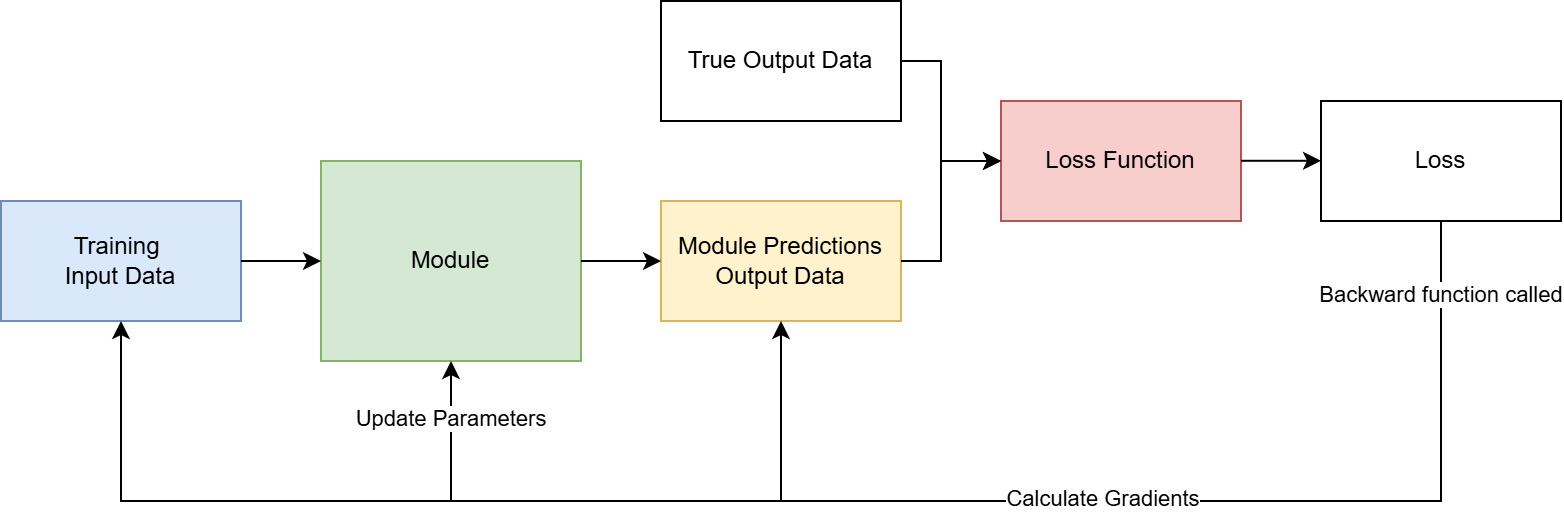 True Output Data
Loss Function
Loss
Training
Input Data
Module
Module Predictions
Output Data
Backward function called
Update Parameters
Calculate Gradients